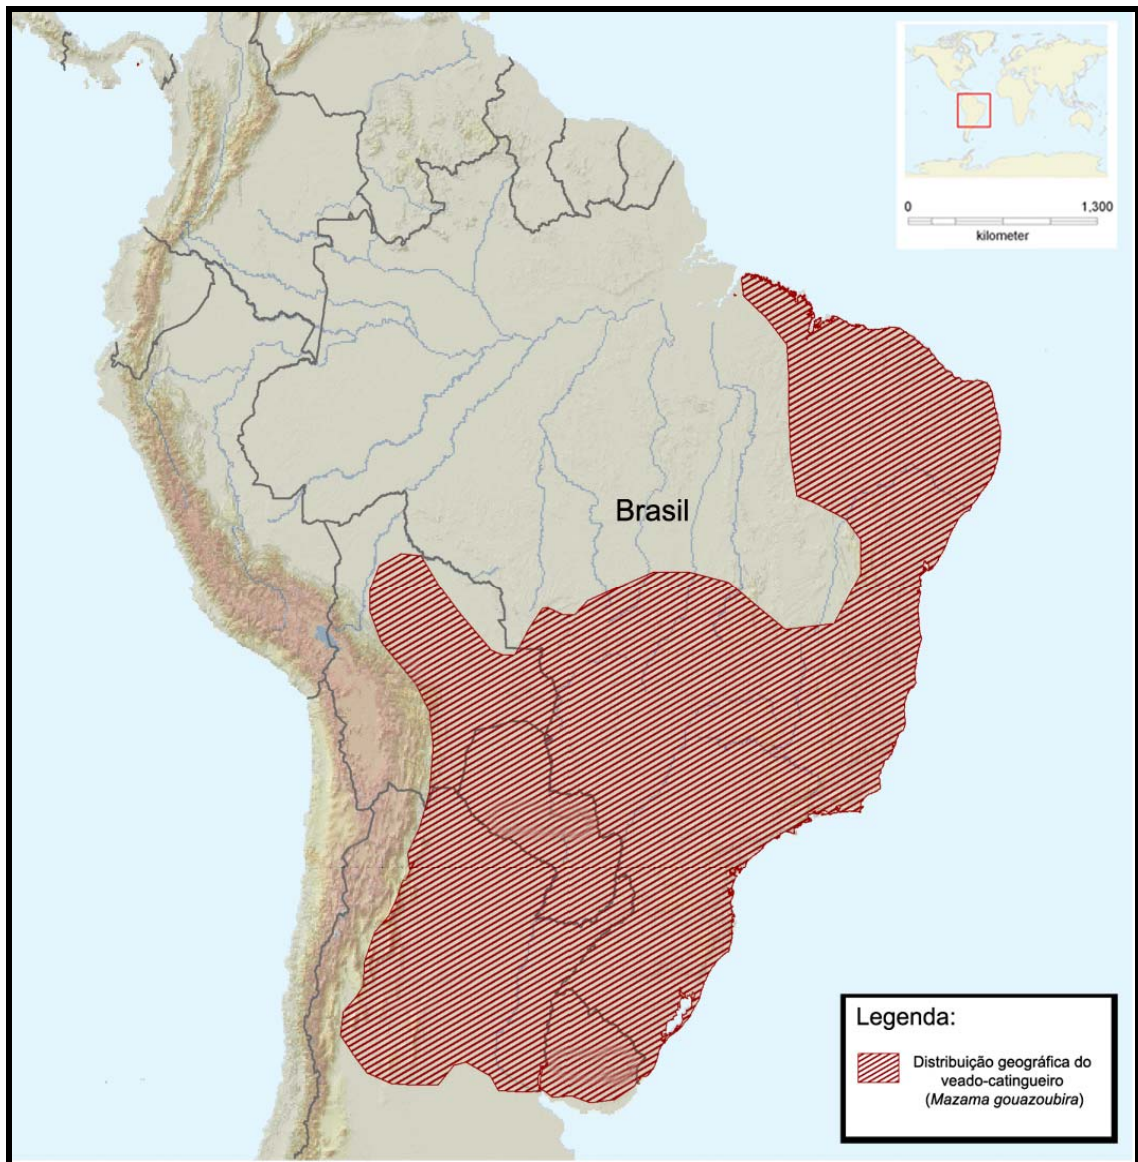 0 1,300
kilometer
Brasil
Legenda:
Distribuição geográfica do
veado-catingueiro
(Mazama gouazoubira)